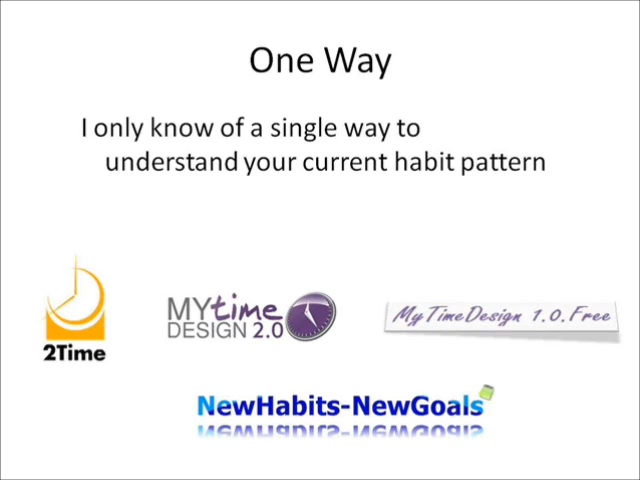 One Way
I only know of a single way to
understand your current habit pattern
2Time
MYtime
DESIGN 2.0
MyTimeDesign 1.0.Free
NewHabits-NewGoals